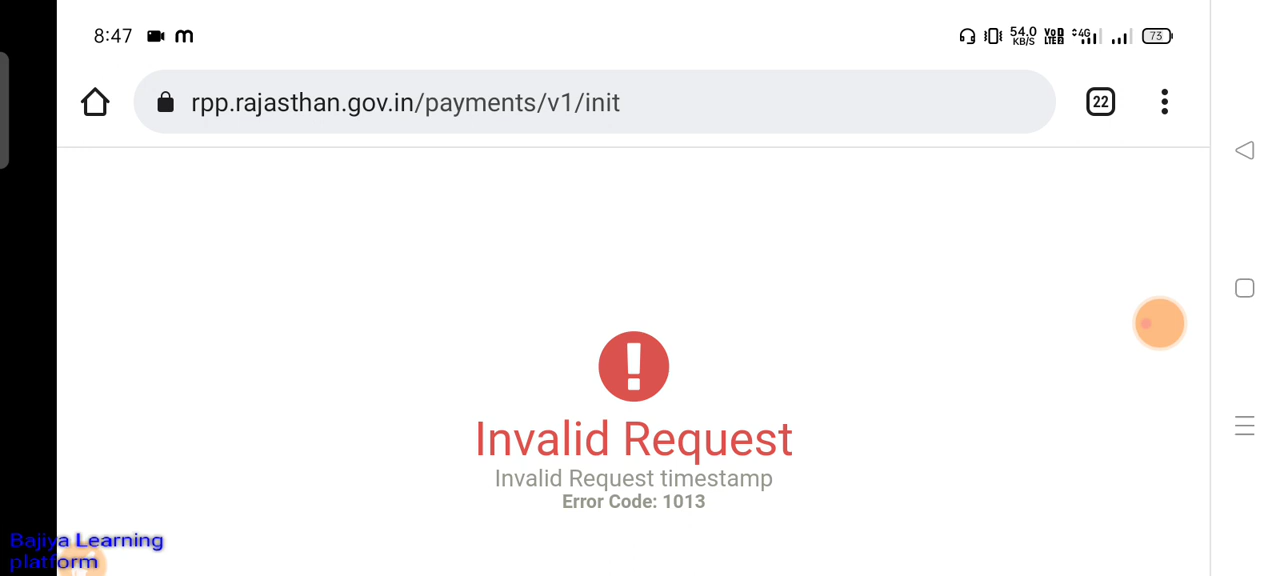 8:47 m 54.0 KB/S VoD LTE2 4G 73
rpp.rajasthan.gov.in/payments/v1/init 22
Invalid Request
Invalid Request timestamp
Error Code: 1013
Bajiya Learning
platform